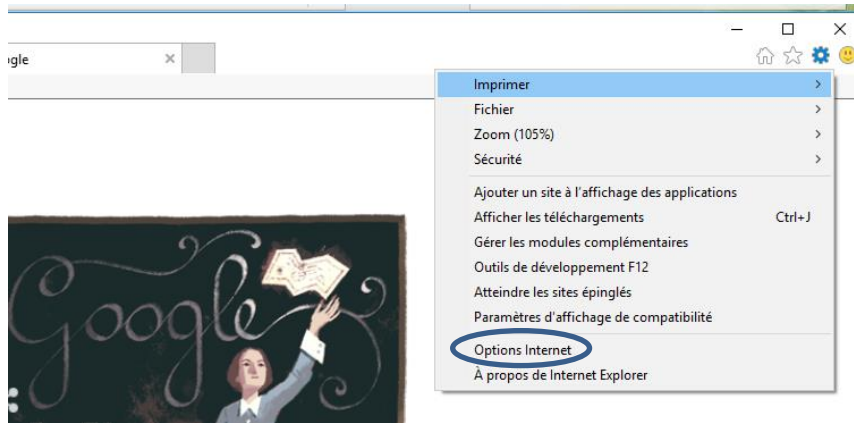 ogle
Imprimer
Fichier
Zoom (105%)
Sécurité
Ajouter un site à l'affichage des applications
Afficher les téléchargements Ctrl+J
Gérer les modules complémentaires
Outils de développement F12
Atteindre les sites épinglés
Paramètres d'affichage de compatibilité
Options Internet
À propos de Internet Explorer
Google